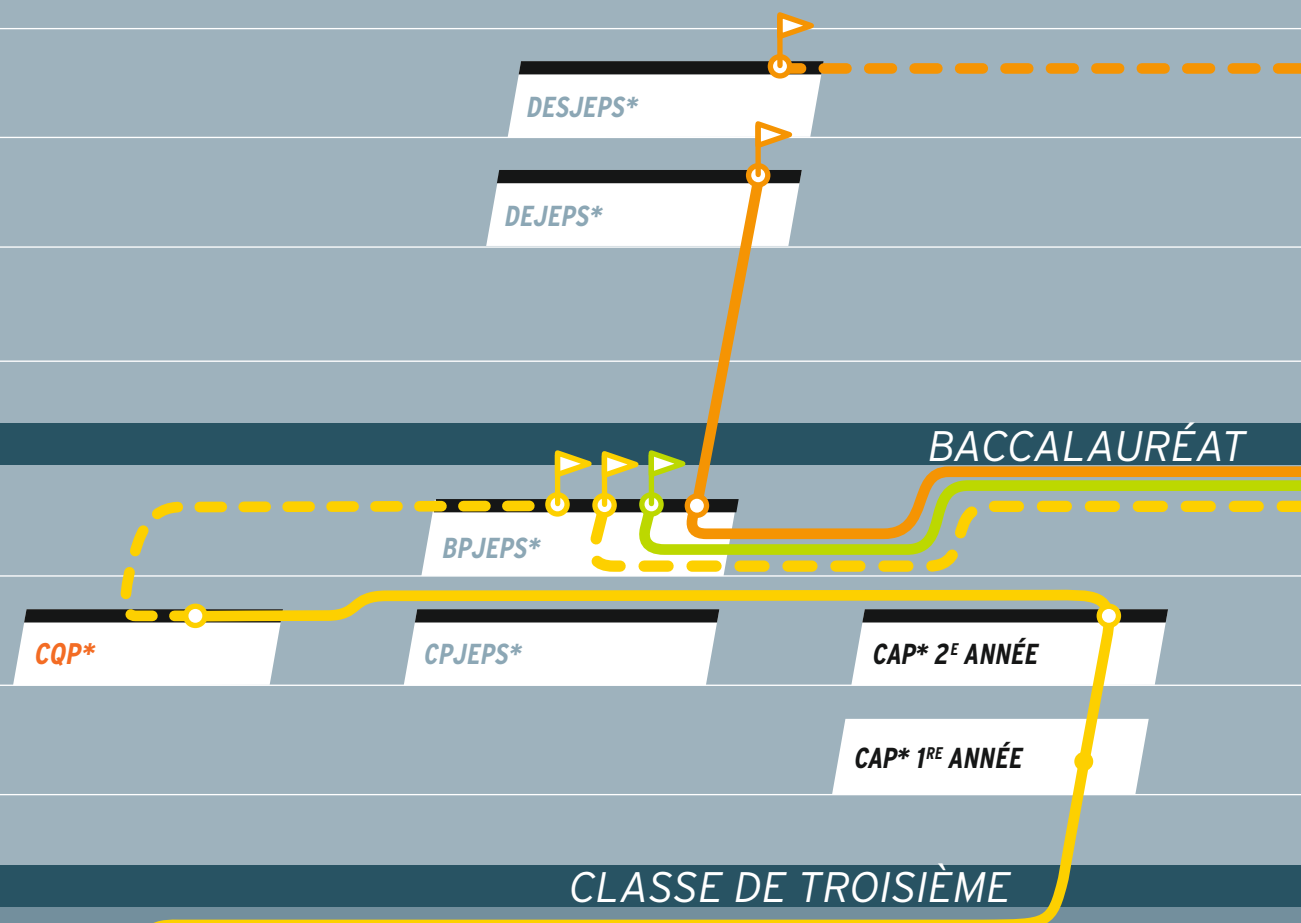 DESJEPS*
DEJEPS*
BACCALAURÉAT
BPJEPS*
CQP*
CPJEPS*
CAP* 2E ANNÉE
CAP* 1RE ANNÉE
CLASSE DE TROISIÈME